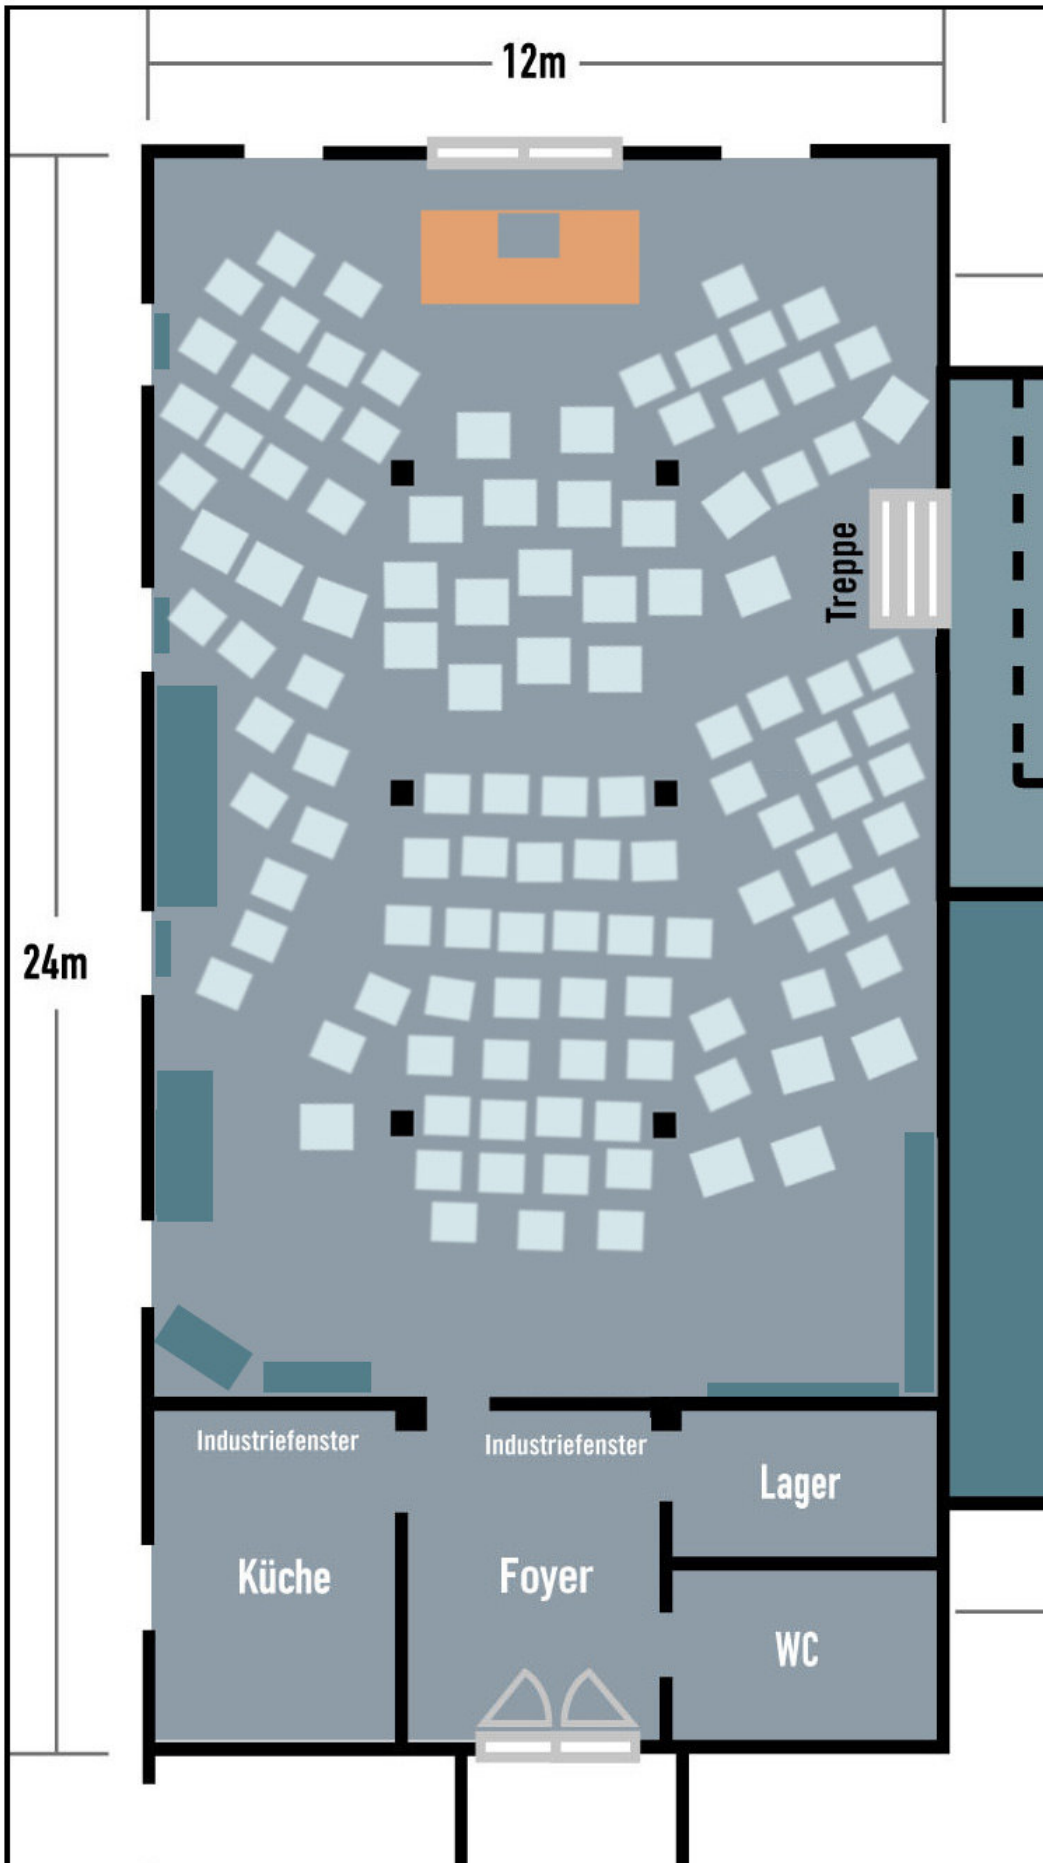 12m
Treppe
24m
Industriefenster
Industriefenster
Lager
Küche
Foyer
WC